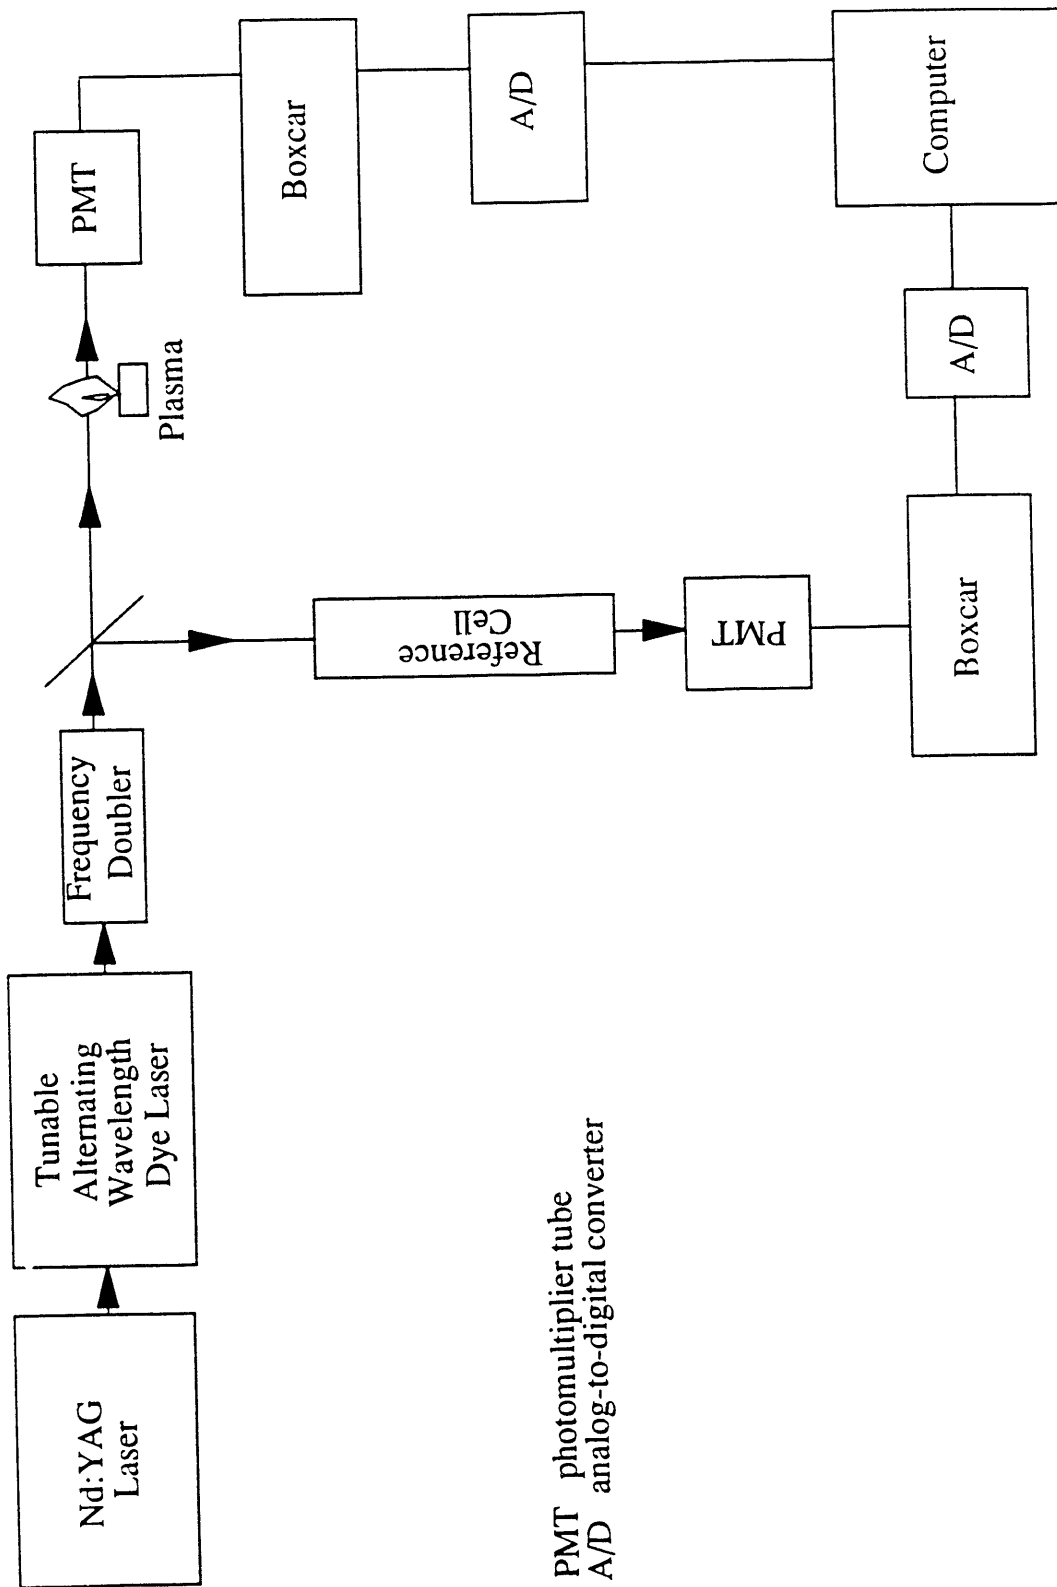 Nd:YAG
Laser
Tunable
Alternating
Wavelength
Dye Laser
Frequency
Doubler
Plasma
PMT
Boxcar
A/D
Computer
Reference
Cell
PMT
Boxcar
A/D
PMT photomultiplier tube
A/D analog-to-digital converter